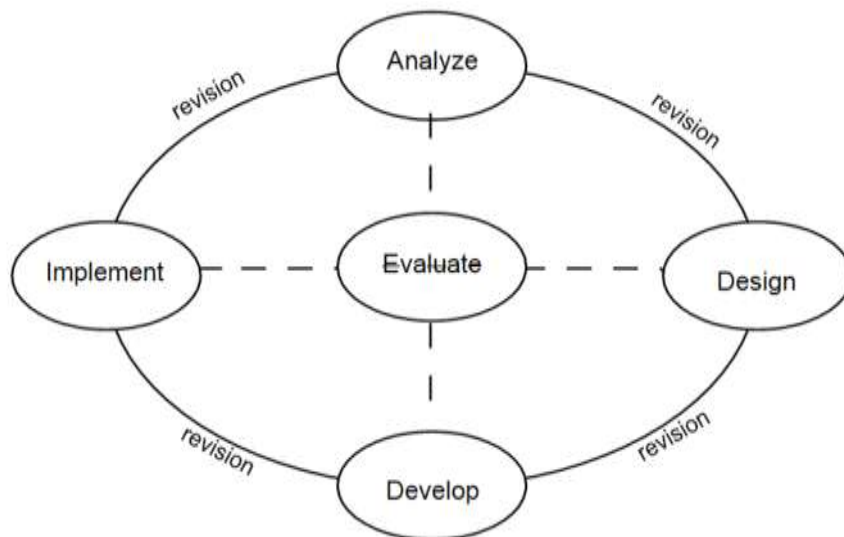 Analyze
revision
revision
Implement
Evaluate
Design
revision
revision
Develop